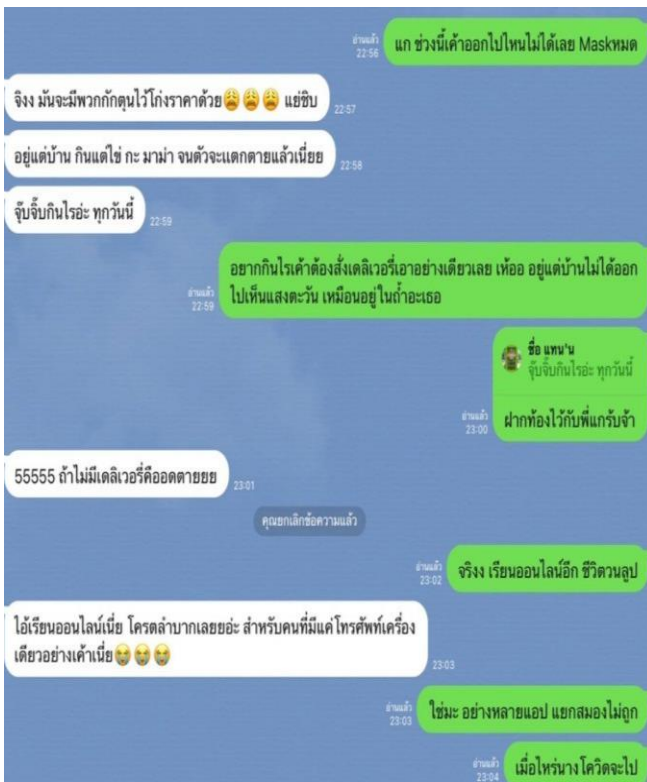 แก ช่วงนี้เค้าออกไปไหนไม่ได้เลย Maskหมด
อ่านแล้ว
22:56
จิงง มันจะมีพวกกักตุนไว้โก่งราคาด้วย😩😩😩 แย่ชิบ
22:57
อยู่แต่บ้าน กินแต่ไข่ กะ มาม่า จนตัวจะแตกตายแล้วเนี่ยย
22:58
จุ๊บจิ๊บกินไรอ่ะ ทุกวันนี้
22:59
อยากกินไรเค้าต้องสั่งเดลิเวอรี่เอาอย่างเดียวเลย เห้ออ อยู่แต่บ้านไม่ได้ออก
ไปเห็นแสงตะวัน เหมือนอยู่ในถ้ำอะเธอ
อ่านแล้ว
22:59
ชื่อ แทน'น
จุ๊บจิ๊บกินไรอ่ะ ทุกวันนี้
ฝากท้องไว้กับพี่แกร็บจ้า
อ่านแล้ว
23:00
55555 ถ้าไม่มีเดลิเวอรี่คืออดตายยย
23:01
คุณยกเลิกข้อความแล้ว
จริงง เรียนออนไลน์อีก ชีวิตวนลูป
อ่านแล้ว
23:02
ไอ้เรียนออนไลน์เนี่ย โครตลำบากเลยยอ่ะ สำหรับคนที่มีแค่โทรศัพท์เครื่อง
เดียวอย่างเค้าเนี่ย😭😭😭
23:03
ใช่มะ อย่างหลายแอป แยกสมองไม่ถูก
อ่านแล้ว
23:03
เมื่อไหร่นางโควิดจะไป
อ่านแล้ว
23:04